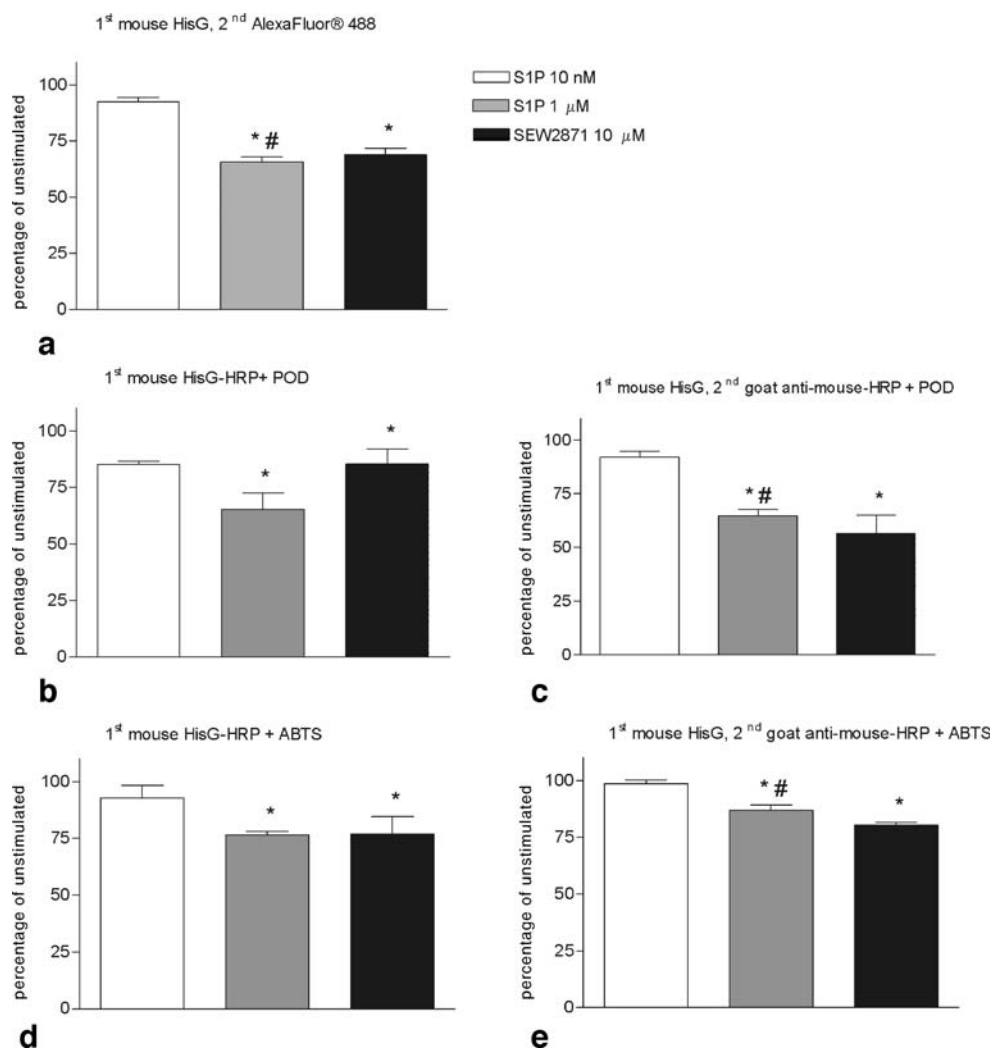 1st mouse HisG, 2nd AlexaFluor® 488
percentage of unstimulated
100
75
50
25
0
* #
*
S1P 10 nM
S1P 1 µM
SEW2871 10 µM
a
1st mouse HisG-HRP+ POD
percentage of unstimulated
100
75
50
25
0
*
*
b
1st mouse HisG, 2nd goat anti-mouse-HRP + POD
percentage of unstimulated
100
75
50
25
0
*#
*
c
1st mouse HisG-HRP + ABTS
percentage of unstimulated
100
75
50
25
0
*
*
d
1st mouse HisG, 2nd goat anti-mouse-HRP + ABTS
percentage of unstimulated
100
75
50
25
0
* #
*
e